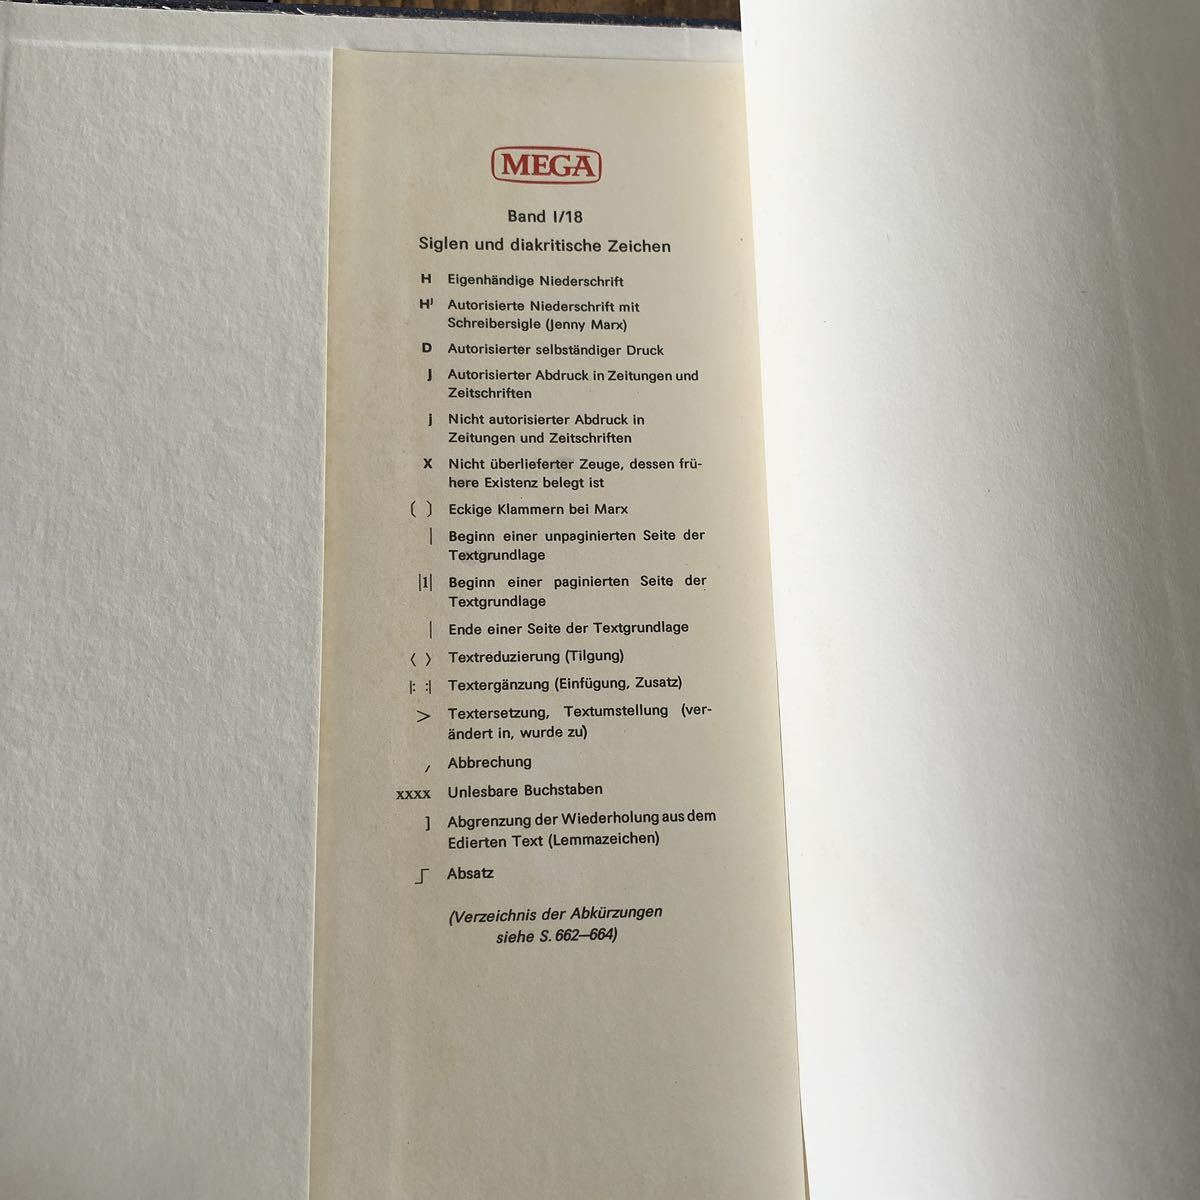 MEGA
Band I/18
Siglen und diakritische Zeichen
H Eigenhändige Niederschrift
Hᴶ Autorisierte Niederschrift mit
Schreibersigle (Jenny Marx)
D Autorisierter selbständiger Druck
J Autorisierter Abdruck in Zeitungen und
Zeitschriften
j Nicht autorisierter Abdruck in
Zeitungen und Zeitschriften
X Nicht überlieferter Zeuge, dessen frü-
here Existenz belegt ist
〔 〕 Eckige Klammern bei Marx
| Beginn einer unpaginierten Seite der
Textgrundlage
|1| Beginn einer paginierten Seite der
Textgrundlage
| Ende einer Seite der Textgrundlage
〈 〉 Textreduzierung (Tilgung)
|: :| Textergänzung (Einfügung, Zusatz)
> Textersetzung, Textumstellung (ver-
ändert in, wurde zu)
, Abbrechung
xxxx Unlesbare Buchstaben
] Abgrenzung der Wiederholung aus dem
Edierten Text (Lemmazeichen)
⌠ Absatz
(Verzeichnis der Abkürzungen
siehe S. 662–664)